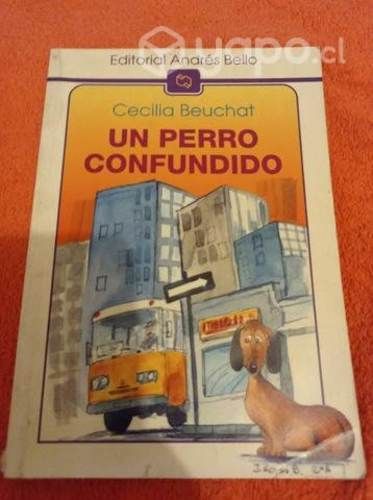 yapo.cl
Editorial Andrés Bello
Cecilia Beuchat
UN PERRO
CONFUNDIDO